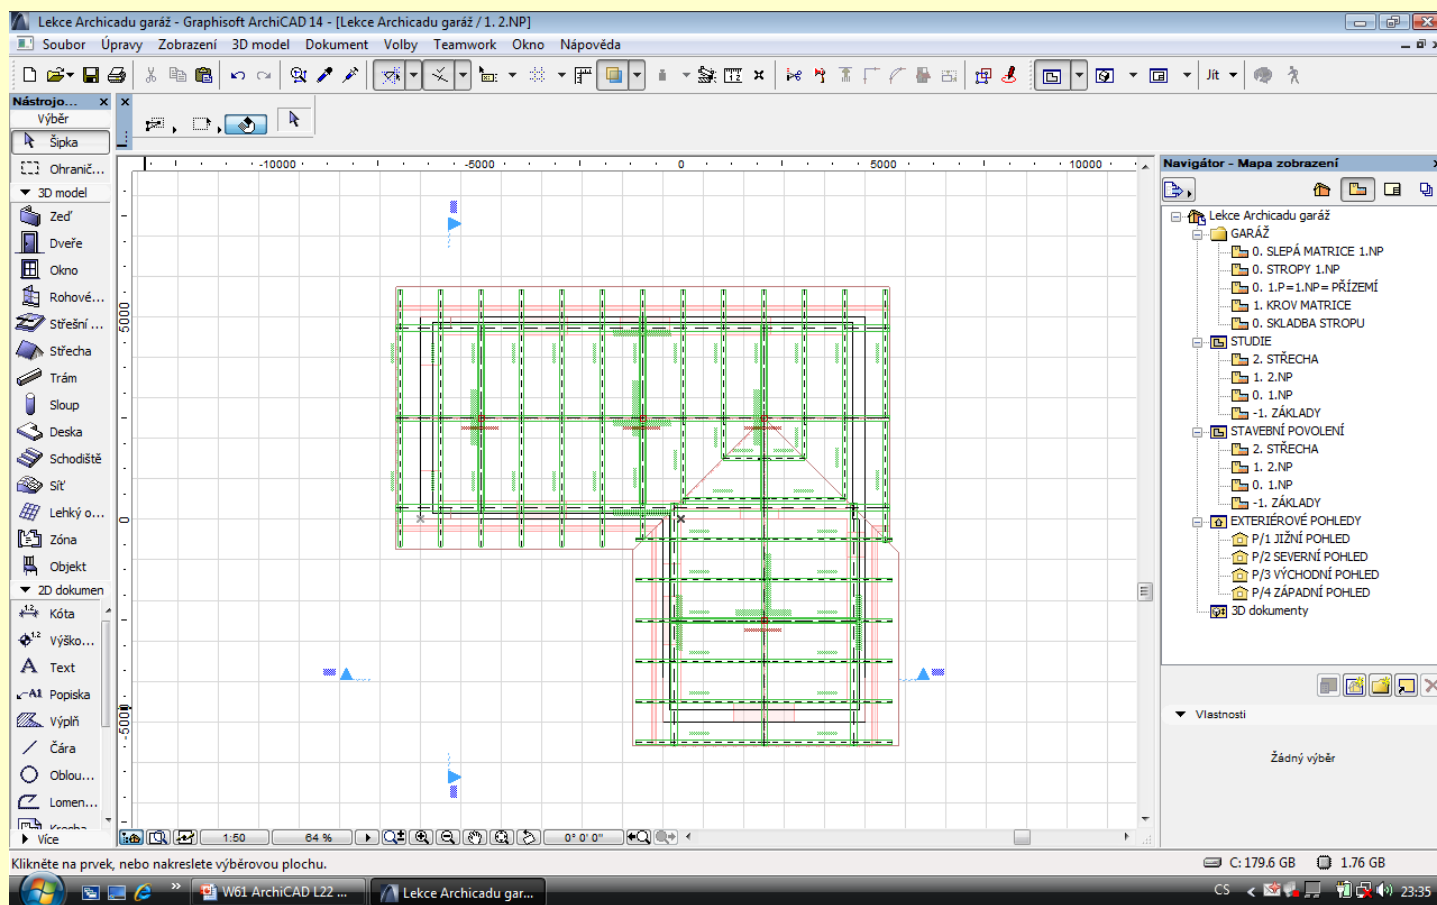 Lekce Archicadu garáž - Graphisoft ArchiCAD 14 - [Lekce Archicadu garáž / 1. 2.NP]
Soubor Úpravy Zobrazení 3D model Dokument Volby Teamwork Okno Nápověda
Jít
Nástrojo...
Výběr
Šipka
Ohranič...
3D model
Zeď
Dveře
Okno
Rohové...
Střešní ...
Střecha
Trám
Sloup
Deska
Schodiště
Síť
Lehký o...
Zóna
Objekt
2D dokumen
Kóta
Výško...
Text
Popiska
Výplň
Čára
Oblou...
Lomen...
Více
-10000 -5000 0 5000 10000
5000
0
-5000
1:50 64 % 0° 0' 0"
Navigátor - Mapa zobrazení
Lekce Archicadu garáž
GARÁŽ
0. SLEPÁ MATRICE 1.NP
0. STROPY 1.NP
0. 1.P=1.NP= PŘÍZEMÍ
1. KROV MATRICE
0. SKLADBA STROPU
STUDIE
2. STŘECHA
1. 2.NP
0. 1.NP
-1. ZÁKLADY
STAVEBNÍ POVOLENÍ
2. STŘECHA
1. 2.NP
0. 1.NP
-1. ZÁKLADY
EXTERIÉROVÉ POHLEDY
P/1 JIŽNÍ POHLED
P/2 SEVERNÍ POHLED
P/3 VÝCHODNÍ POHLED
P/4 ZÁPADNÍ POHLED
3D dokumenty
Vlastnosti
Žádný výběr
Klikněte na prvek, nebo nakreslete výběrovou plochu.
C: 179.6 GB 1.76 GB
W61 ArchiCAD L22 ... Lekce Archicadu gar...
CS 23:35